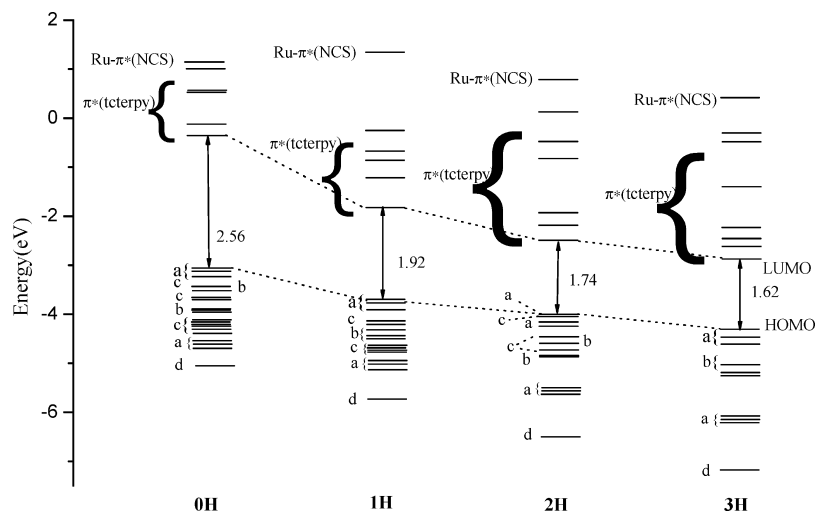 2
0
-2
-4
-6
Energy(eV)
Ru-π*(NCS)
π*(tcterpy)
2.56
a
c
b
c
b
c
a
d
0H
Ru-π*(NCS)
π*(tcterpy)
1.92
a
c
b
c
a
d
1H
Ru-π*(NCS)
π*(tcterpy)
1.74
a
c
a
b
c
b
a
d
2H
Ru-π*(NCS)
π*(tcterpy)
LUMO
1.62
HOMO
a
b
a
d
3H